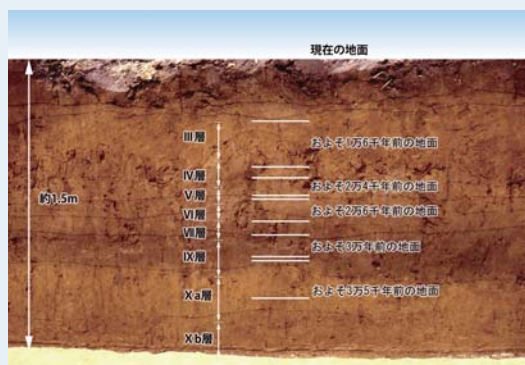 現在の地面
約1.5m
Ⅲ層
およそ1万6千年前の地面
Ⅳ層
およそ2万4千年前の地面
Ⅴ層
およそ2万6千年前の地面
Ⅵ層
Ⅶ層
およそ3万年前の地面
Ⅸ層
Ⅹa層
およそ3万5千年前の地面
Ⅹb層